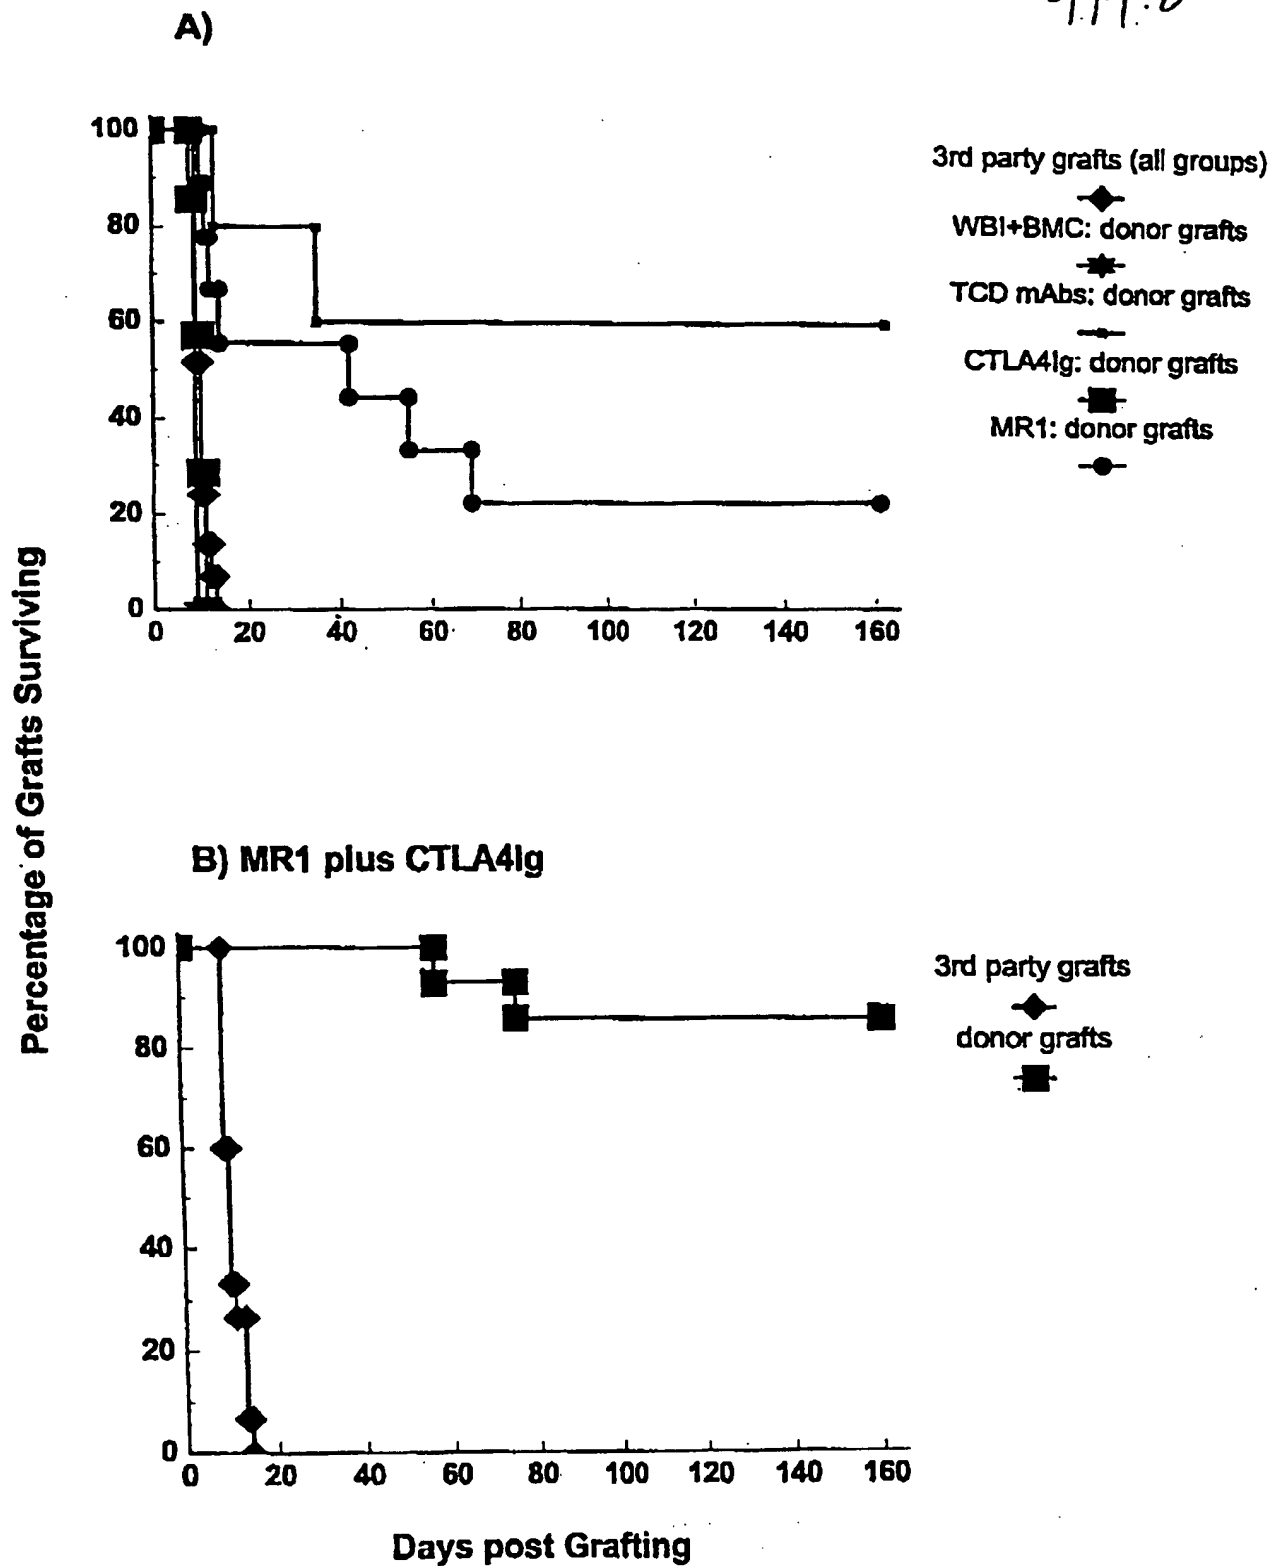 A)
100
80
60
40
20
0
0 20 40 60 80 100 120 140 160
3rd party grafts (all groups)
WBI+BMC: donor grafts
TCD mAbs: donor grafts
CTLA4Ig: donor grafts
MR1: donor grafts
Percentage of Grafts Surviving
B) MR1 plus CTLA4Ig
100
80
60
40
20
0
0 20 40 60 80 100 120 140 160
3rd party grafts
donor grafts
Days post Grafting